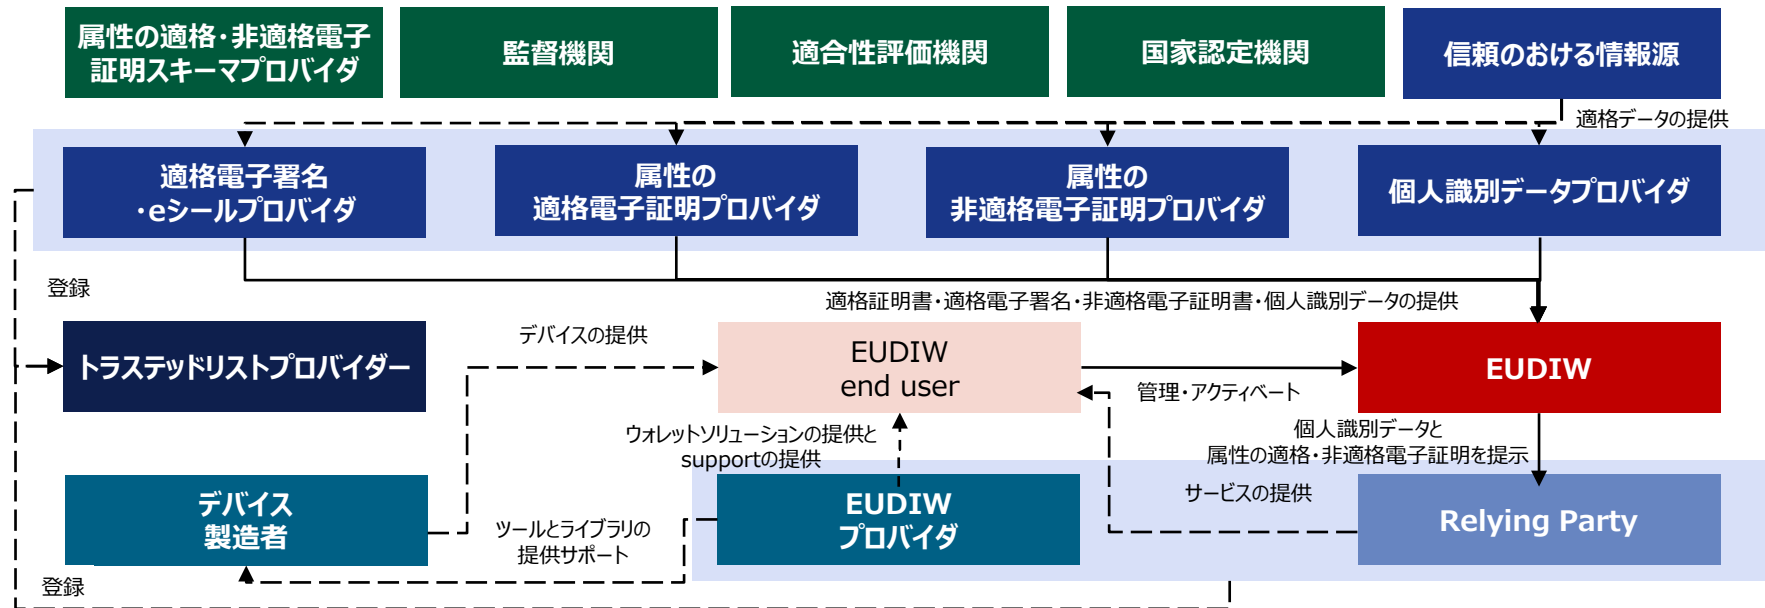 属性の適格・非適格電子
証明スキーマプロバイダ
監督機関
適合性評価機関
国家認定機関
信頼のおける情報源
適格データの提供
適格電子署名
・eシールプロバイダ
属性の
適格電子証明プロバイダ
属性の
非適格電子証明プロバイダ
個人識別データプロバイダ
登録
適格証明書・適格電子署名・非適格電子証明書・個人識別データの提供
トラステッドリストプロバイダー
デバイスの提供
EUDIW
end user
管理・アクティベート
EUDIW
ウォレットソリューションの提供と
supportの提供
個人識別データと
属性の適格・非適格電子証明を提示
サービスの提供
デバイス
製造者
ツールとライブラリの
提供サポート
EUDIW
プロバイダ
Relying Party
登録